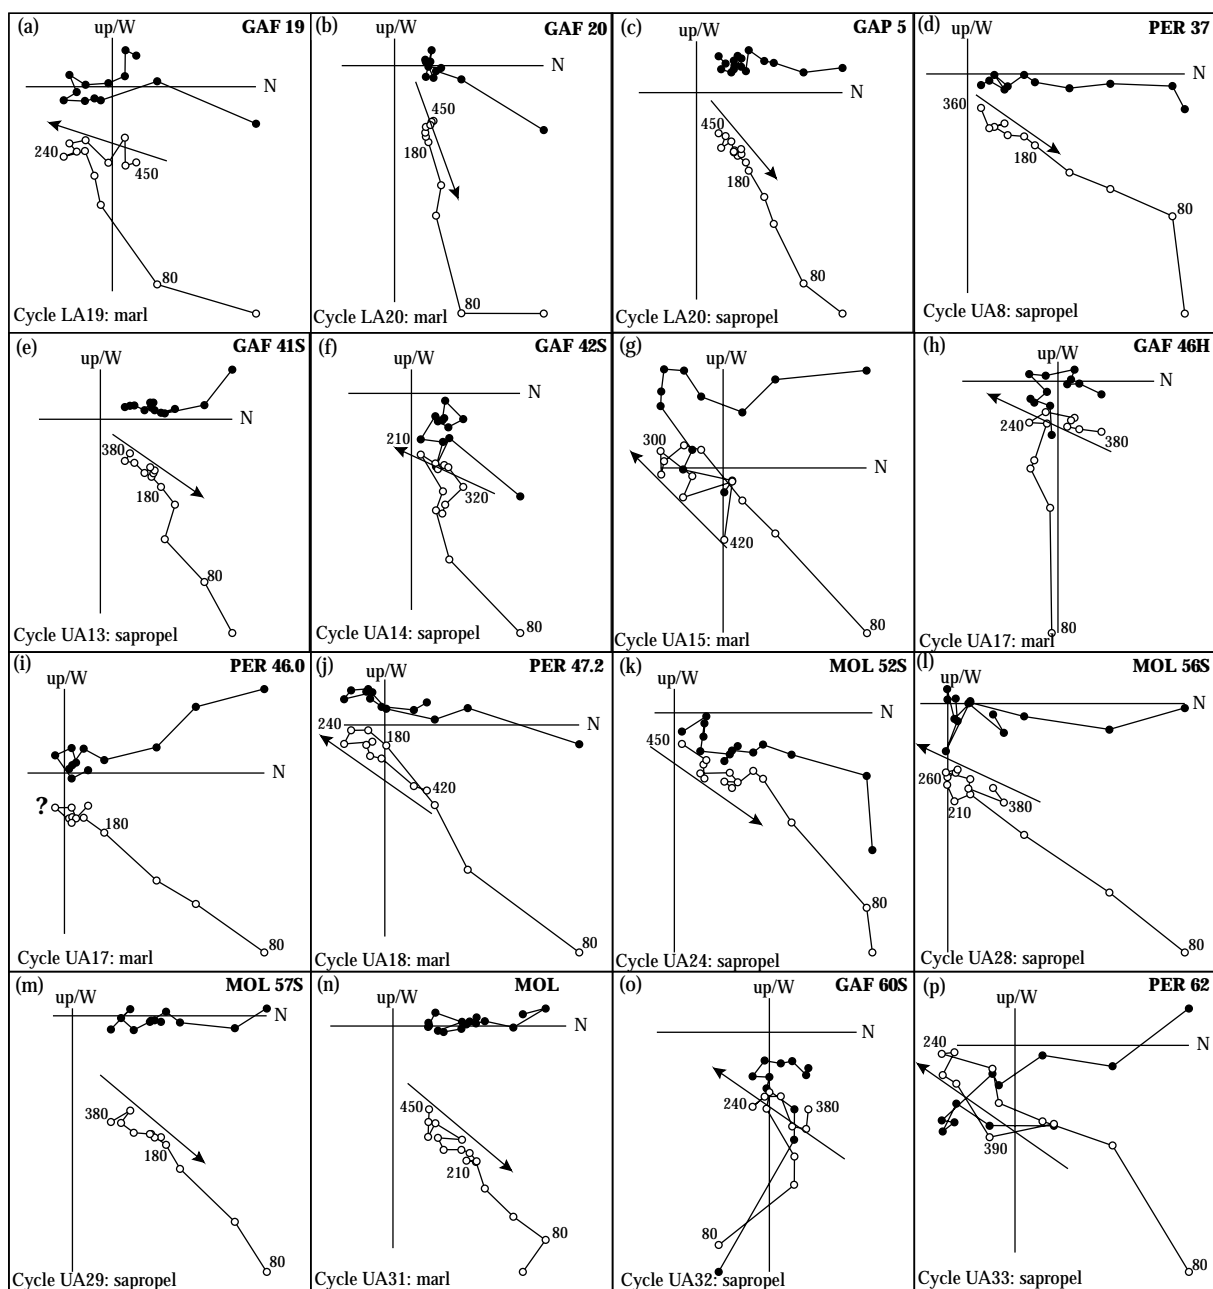 (a) up/W GAF 19
N
240
450
80
Cycle LA19: marl
(b) up/W GAF 20
450
180
80
Cycle LA20: marl
(c) up/W GAP 5
N
450
180
80
Cycle LA20: sapropel
(d) up/W PER 37
360
180
80
Cycle UA8: sapropel
(e) up/W GAF 41S
N
380
180
80
Cycle UA13: sapropel
(f) up/W GAF 42S
210
320
80
Cycle UA14: sapropel
(g) up/W
300
N
420
80
Cycle UA15: marl
(h) up/W GAF 46H
N
240
380
80
Cycle UA17: marl
(i) up/W PER 46.0
N
?
180
80
Cycle UA17: marl
(j) up/W PER 47.2
N
240
180
420
80
Cycle UA18: marl
(k) up/W MOL 52S
N
450
80
Cycle UA24: sapropel
(l) up/W MOL 56S
N
260
210
380
80
Cycle UA28: sapropel
(m) up/W MOL 57S
N
380
180
80
Cycle UA29: sapropel
(n) up/W MOL
N
450
210
80
Cycle UA31: marl
(o) up/W GAF 60S
N
240
380
80
Cycle UA32: sapropel
(p) up/W PER 62
N
240
390
80
Cycle UA33: sapropel